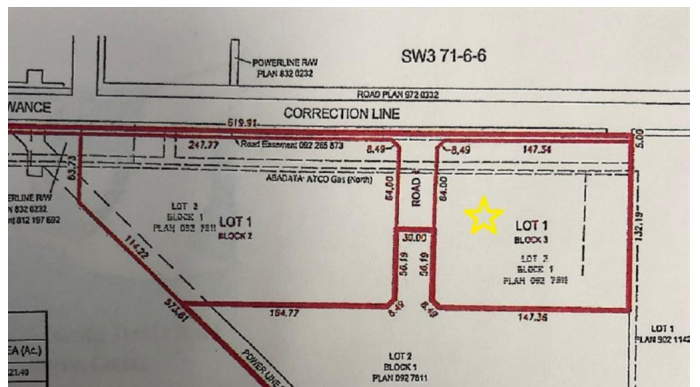 SW3 71-6-6
POWERLINE R/W
PLAN 832 0232
ROAD PLAN 972 0332
WANCE
CORRECTION LINE
619.91
247.77
Road Easement 092 265 873
8.49
8.49
147.34
5.00
63.73
ABADATA- ATCO Gas (North)
64.00
ROAD
64.00
ERLINE R/W
N 832 0232
nt 812 197 692
LOT 2
BLOCK 1
PLAN 092 7811
LOT 1
BLOCK 2
LOT 1
BLOCK 3
132.19
30.00
LOT 2
BLOCK 1
PLAN 092 7811
114.22
56.19
56.19
573.61
164.77
8.49
8.49
147.36
LOT 1
PLAN 902 1142
EA (Ac.)
21.40
POWER LINE
LOT 2
BLOCK 1
PLAN 092 7811